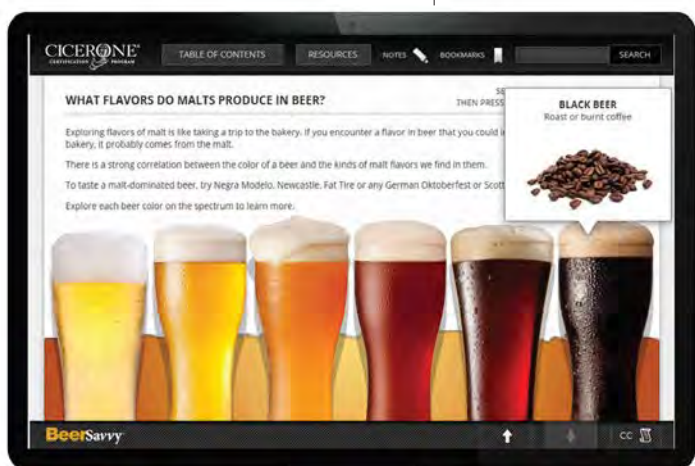 CICERONE®
CERTIFICATION PROGRAM
TABLE OF CONTENTS
RESOURCES
NOTES
BOOKMARKS
SEARCH
WHAT FLAVORS DO MALTS PRODUCE IN BEER?
THEN PRESS
BLACK BEER
Roast or burnt coffee
Exploring flavors of malt is like taking a trip to the bakery. If you encounter a flavor in beer that you could
bakery, it probably comes from the malt.
There is a strong correlation between the color of a beer and the kinds of malt flavors we find in them.
To taste a malt-dominated beer, try Negra Modelo, Newcastle, Fat Tire or any German Oktoberfest or Scott
Explore each beer color on the spectrum to learn more.
BeerSavvy
CC